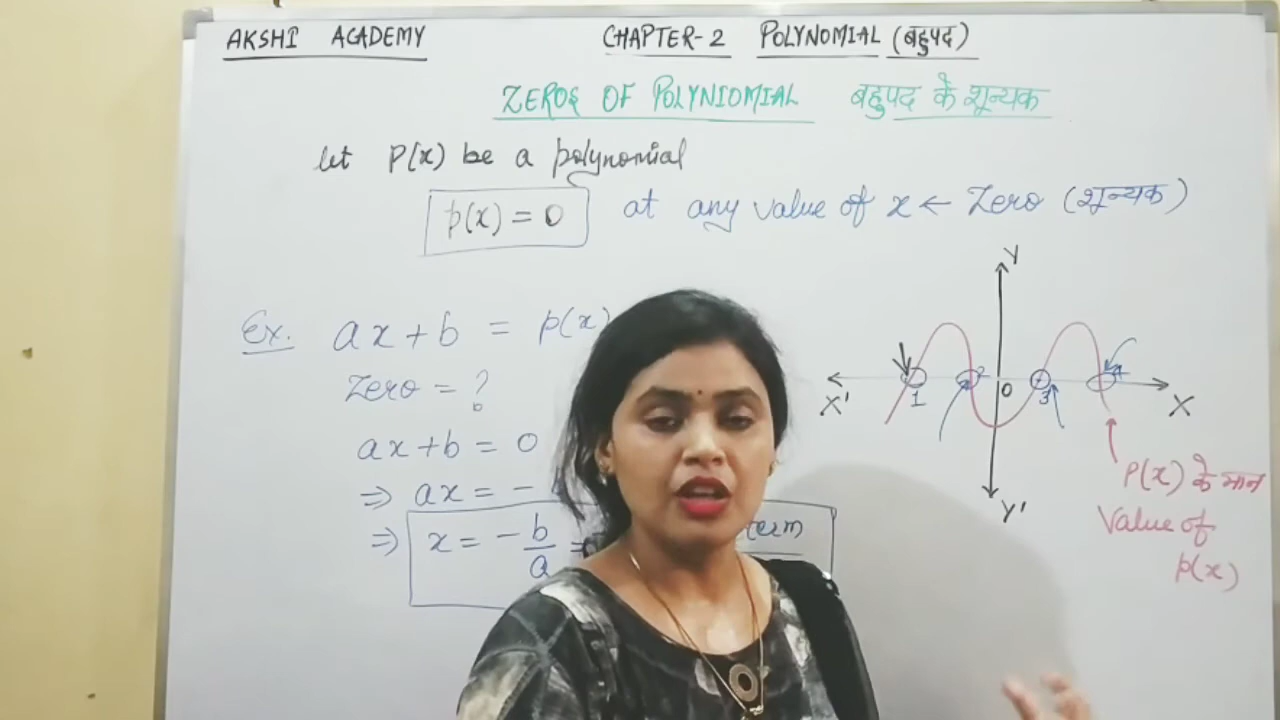 AKSHI ACADEMY
CHAPTER-2 POLYNOMIAL (बहुपद)
ZEROS OF POLYNIOMIAL बहुपद के शून्यक
let P(x) be a polynomial
p(x) = 0 at any value of x ← Zero (शून्यक)
Ex. ax + b = p(x)
Zero = ?
ax + b = 0
⇒ ax = -
⇒ x = - b/a = term
Y
X' 1 2 0 3 4 X
Y'
P(x) के मान
Value of
p(x)